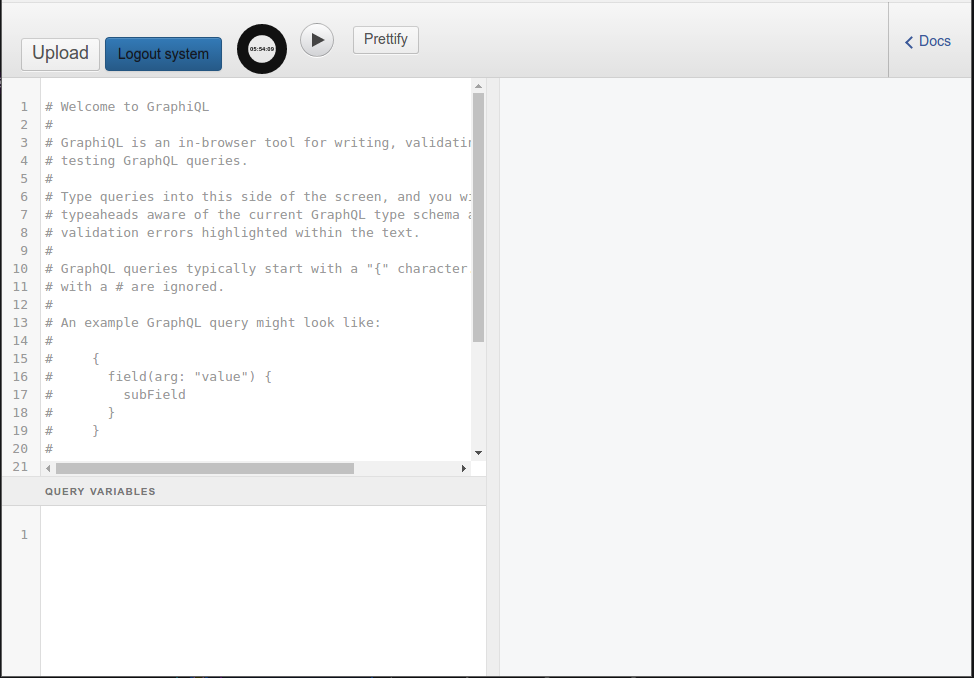 Upload
Logout system
05:54:09
Prettify
Docs
1 # Welcome to GraphiQL
2 #
3 # GraphiQL is an in-browser tool for writing, validatin
4 # testing GraphQL queries.
5 #
6 # Type queries into this side of the screen, and you wi
7 # typeaheads aware of the current GraphQL type schema a
8 # validation errors highlighted within the text.
9 #
10 # GraphQL queries typically start with a "{" character
11 # with a # are ignored.
12 #
13 # An example GraphQL query might look like:
14 #
15 #     {
16 #       field(arg: "value") {
17 #         subField
18 #       }
19 #     }
20 #
21
QUERY VARIABLES
1